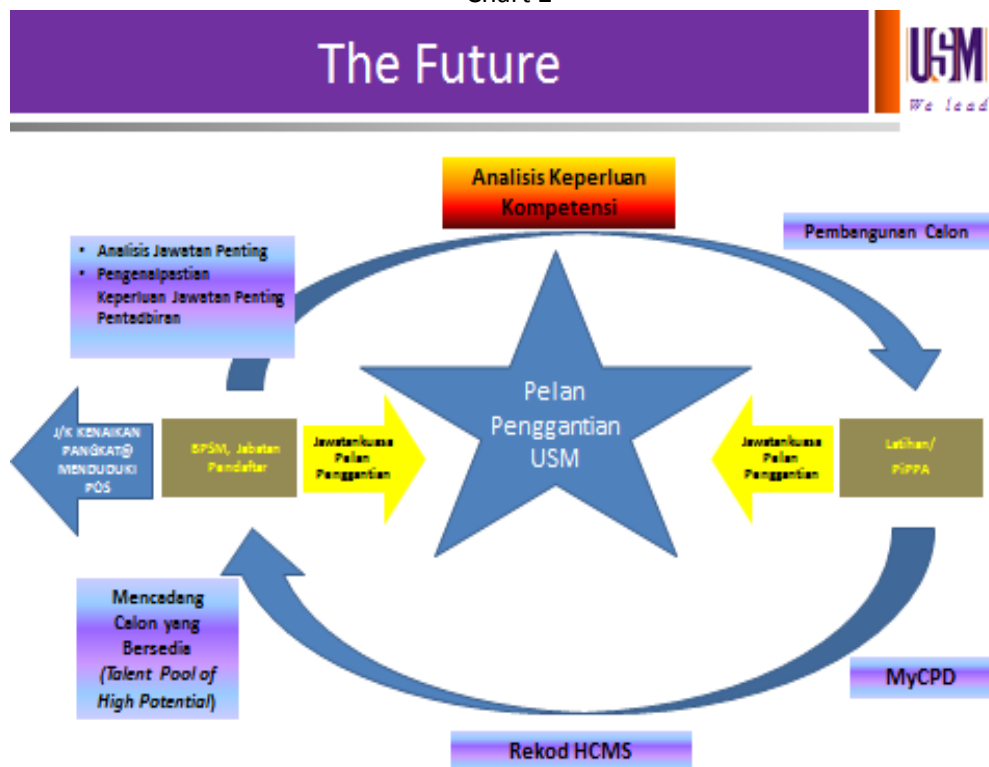 Chart 2
The Future
USM
We lead
Analisis Keperluan
Kompetensi
Pembangunan Calon
• Analisis Jawatan Penting
• Pengenalpastian
Keperluan Jawatan Penting
Pentadbiran
Pelan
Penggantian
USM
J/K KENAIKAN
PANGKAT@
MENDUDUKI
POS
BPSM, Jabatan
Pendaftar
Jawatankuasa
Pelan
Penggantian
Jawatankuasa
Pelan
Penggantian
Latihan/
PiPPA
Mencadang
Calon yang
Bersedia
(Talent Pool of
High Potential)
MyCPD
Rekod HCMS